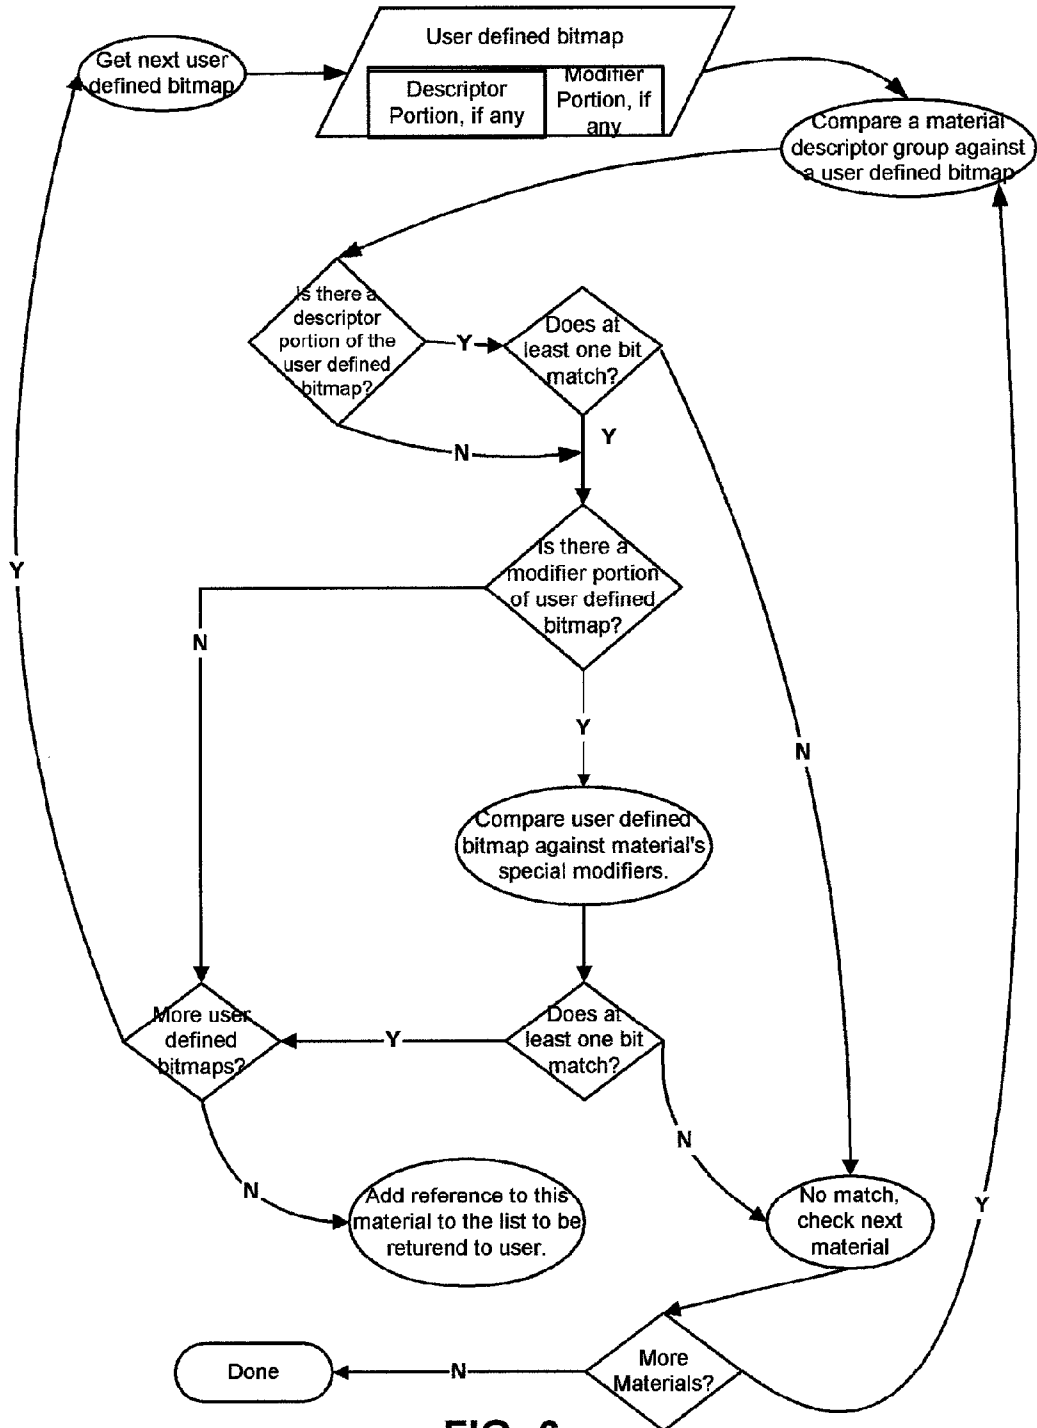 Get next user
defined bitmap
User defined bitmap
Descriptor
Portion, if any
Modifier
Portion, if
any
Compare a material
descriptor group against
a user defined bitmap
Is there a
descriptor
portion of the
user defined
bitmap?
Y
Does at
least one bit
match?
Y
N
Is there a
modifier portion
of user defined
bitmap?
Y
N
N
Y
Compare user defined
bitmap against material's
special modifiers.
More user
defined
bitmaps?
Y
Does at
least one bit
match?
N
N
Add reference to this
material to the list to be
returend to user.
No match,
check next
material
Y
Done
N
More
Materials?